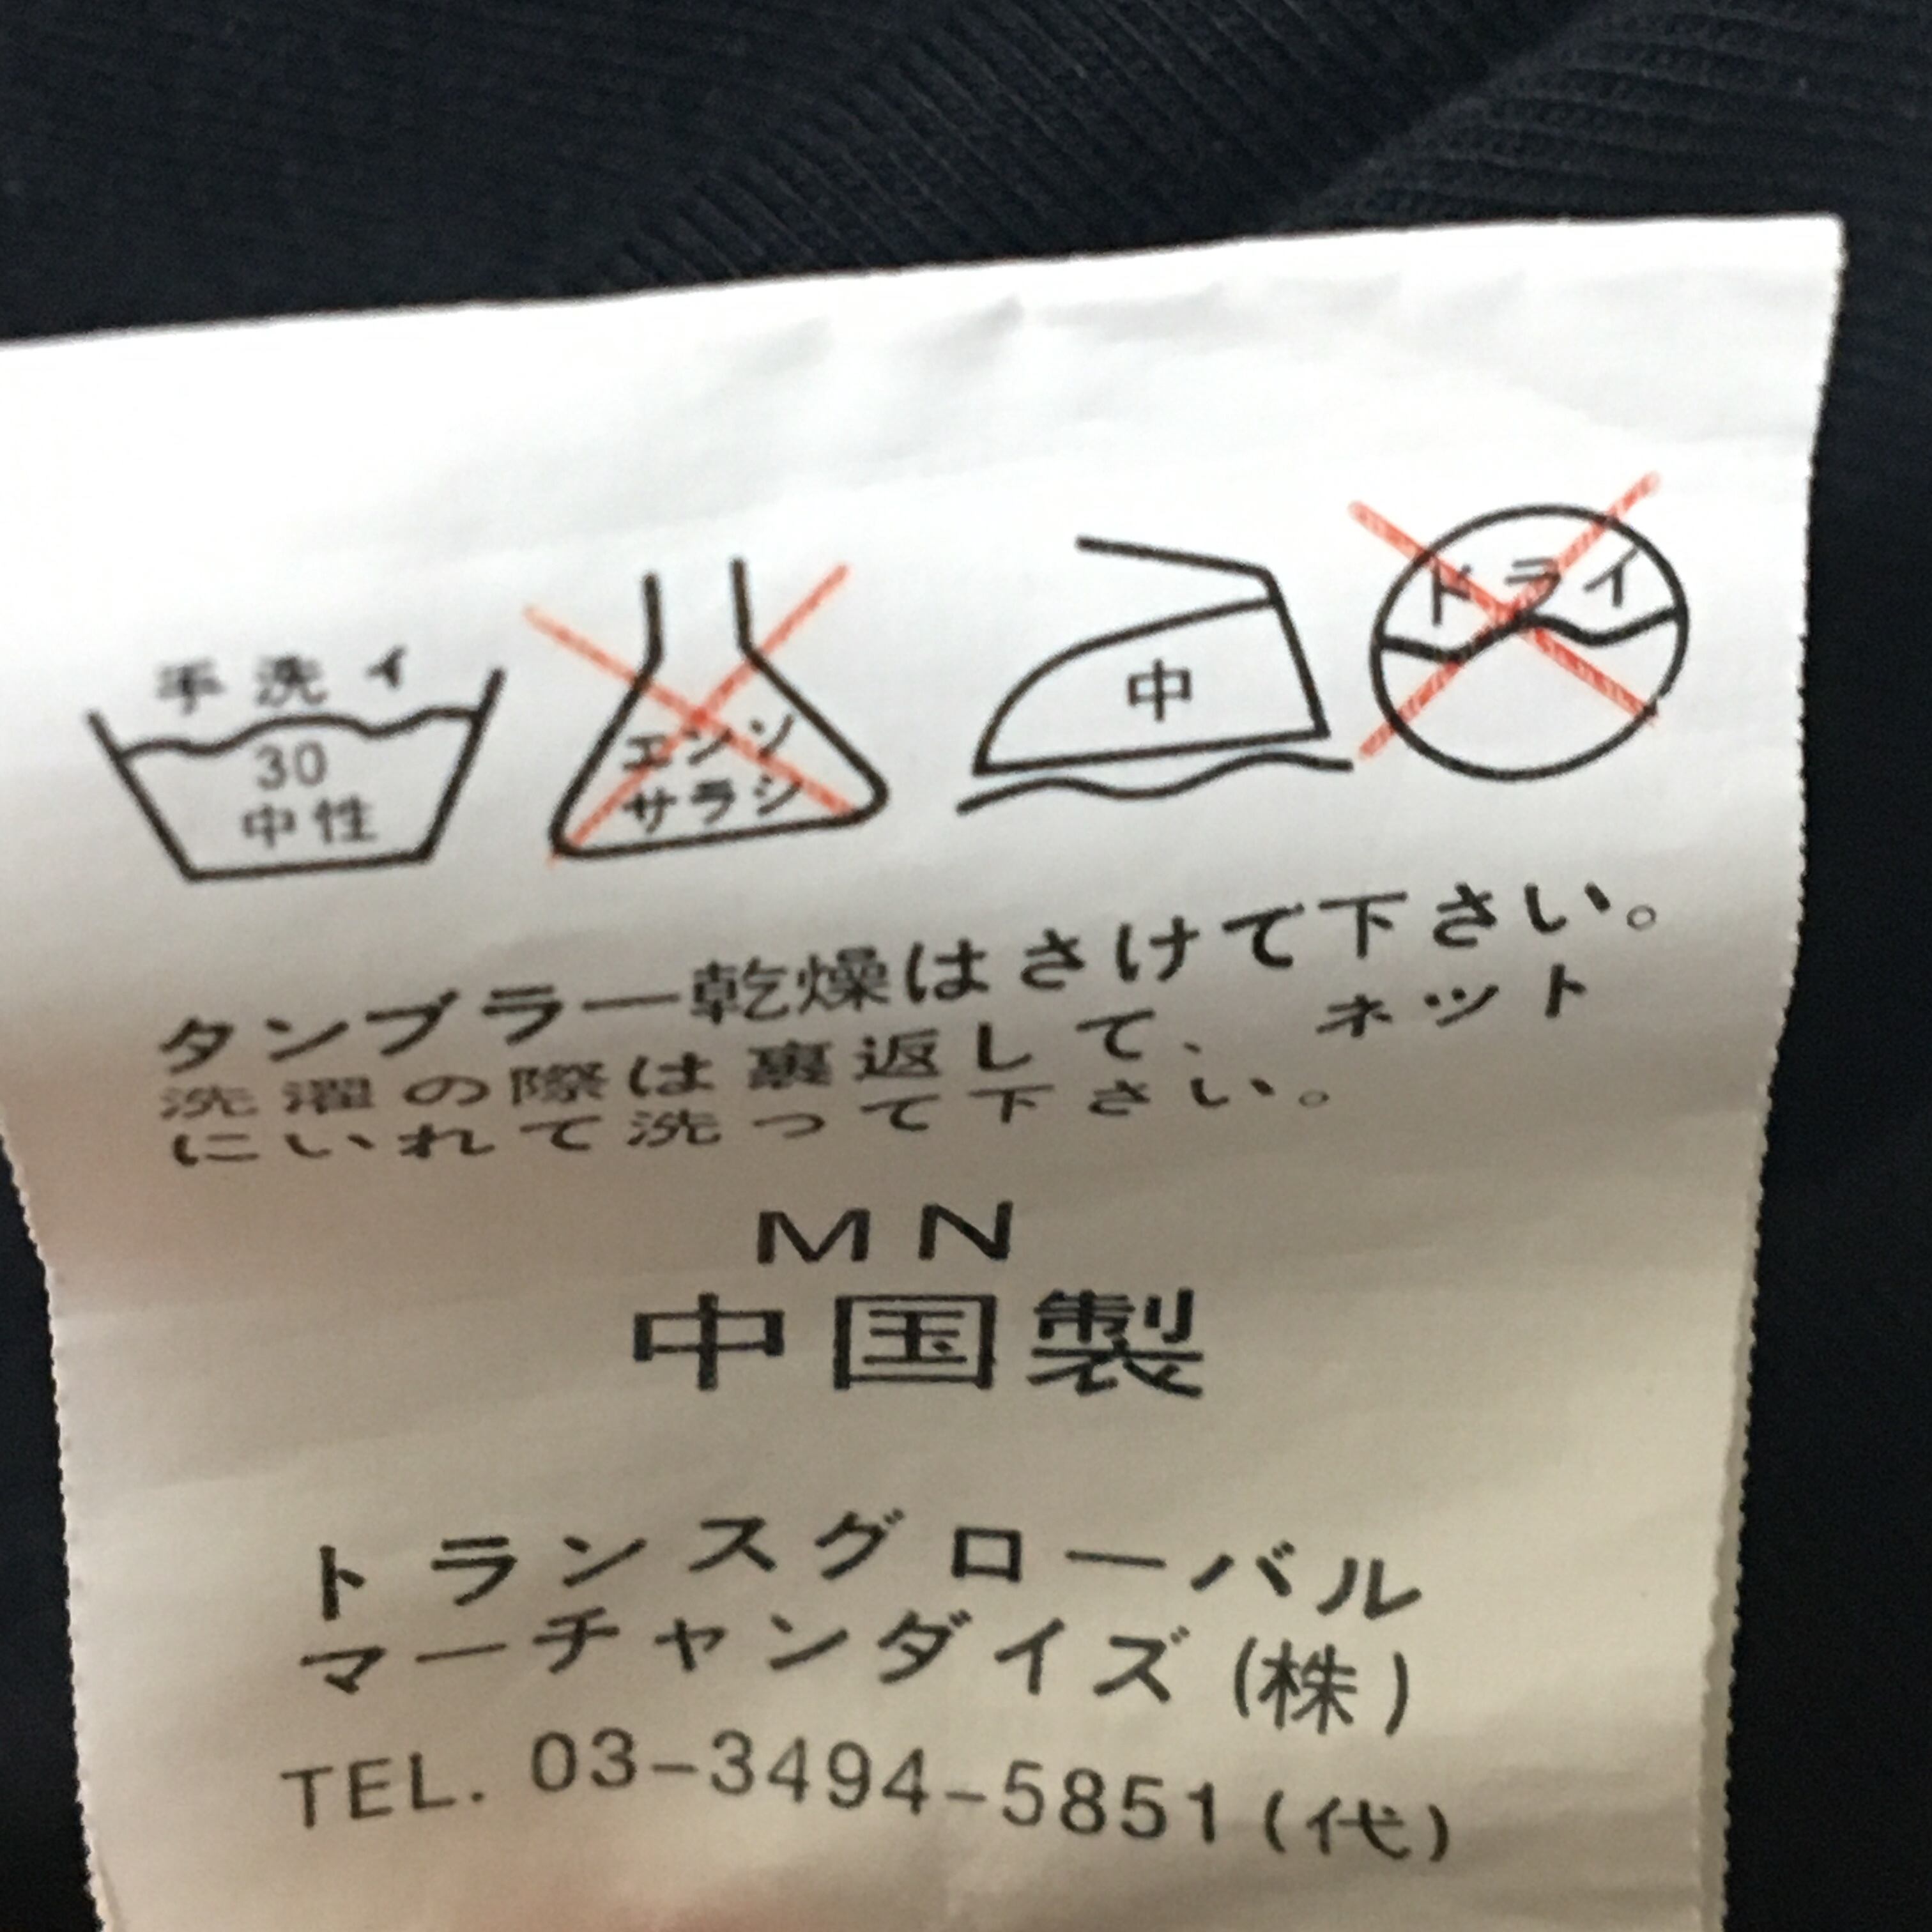 手洗イ
30
中性
エンソ
サラシ
中
ドライ
タンブラー乾燥はさけて下さい。
洗濯の際は裏返して、ネット
にいれて洗って下さい。
MN
中国製
トランスグローバル
マーチャンダイズ(株)
TEL. 03-3494-5851(代)